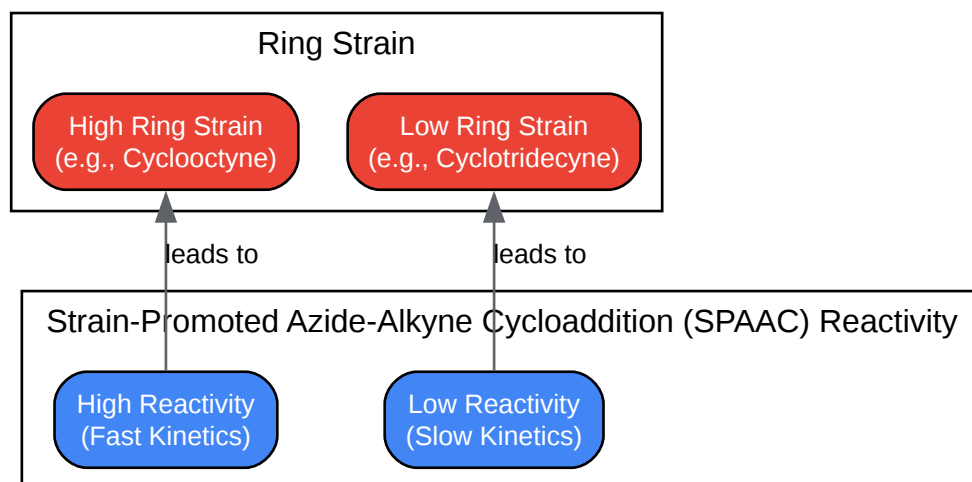 Ring Strain
High Ring Strain
(e.g., Cyclooctyne)
Low Ring Strain
(e.g., Cyclotridecyne)
leads to
leads to
Strain-Promoted Azide-Alkyne Cycloaddition (SPAAC) Reactivity
High Reactivity
(Fast Kinetics)
Low Reactivity
(Slow Kinetics)